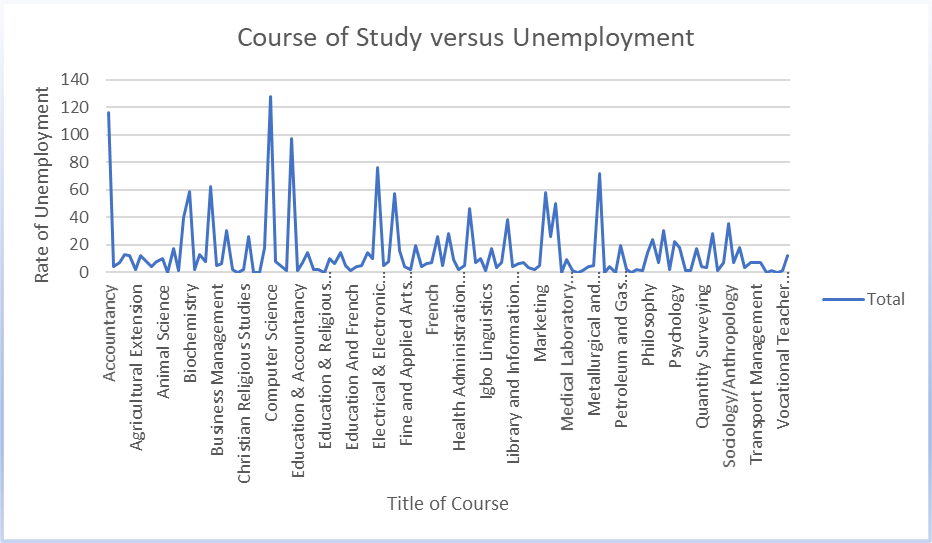 Course of Study versus Unemployment
Rate of Unemployment
140
120
100
80
60
40
20
0
Accountancy
Agricultural Extension
Animal Science
Biochemistry
Business Management
Christian Religious Studies
Computer Science
Education & Accountancy
Education & Religious…
Education And French
Electrical & Electronic…
Fine and Applied Arts…
French
Health Administration…
Igbo Linguistics
Library and Information…
Marketing
Medical Laboratory…
Metallurgical and…
Petroleum and Gas…
Philosophy
Psychology
Quantity Surveying
Sociology/Anthropology
Transport Management
Vocational Teacher…
Total
Title of Course